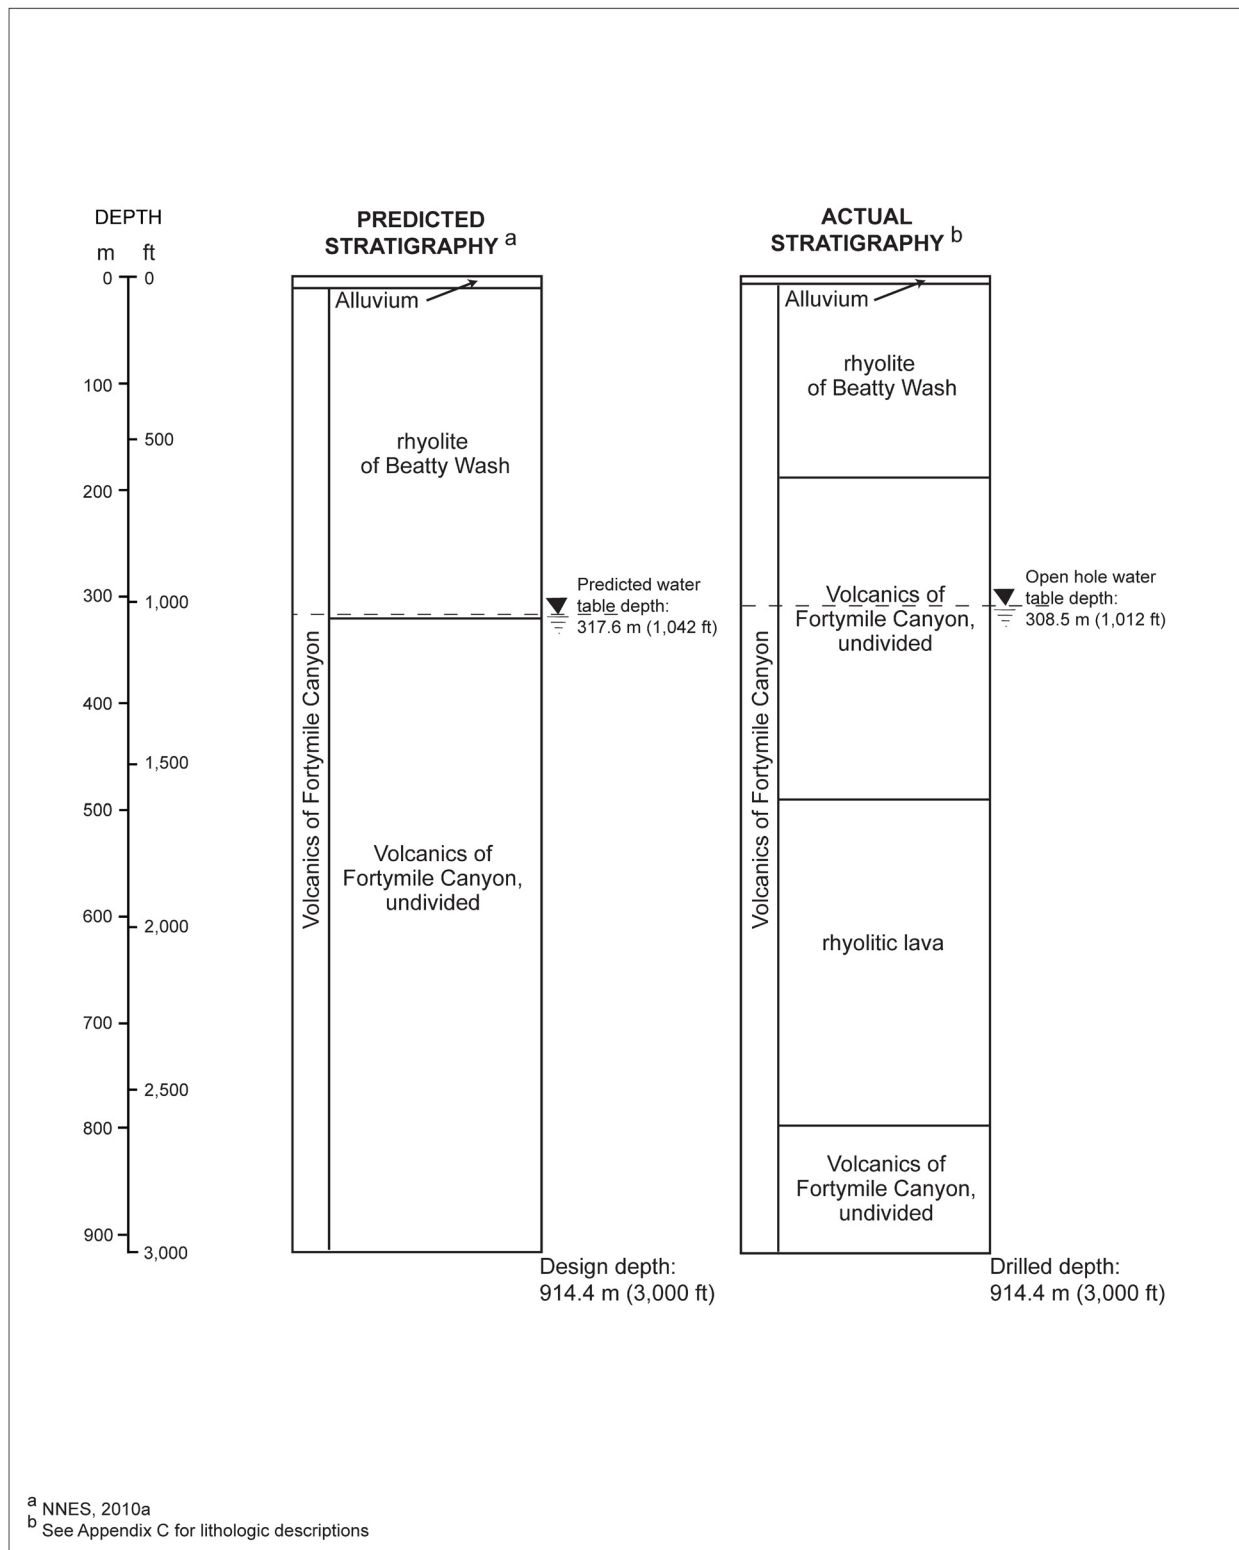 DEPTH
m ft
0 0
100
500
200
300
1,000
400
1,500
500
600
2,000
700
2,500
800
900
3,000
PREDICTED
STRATIGRAPHY a
Alluvium
rhyolite
of Beatty Wash
Predicted water
table depth:
317.6 m (1,042 ft)
Volcanics of Fortymile Canyon
Volcanics of
Fortymile Canyon,
undivided
Design depth:
914.4 m (3,000 ft)
ACTUAL
STRATIGRAPHY b
Alluvium
rhyolite
of Beatty Wash
Volcanics of
Fortymile Canyon,
undivided
Open hole water
table depth:
308.5 m (1,012 ft)
Volcanics of Fortymile Canyon
rhyolitic lava
Volcanics of
Fortymile Canyon,
undivided
Drilled depth:
914.4 m (3,000 ft)
a NNES, 2010a
b See Appendix C for lithologic descriptions